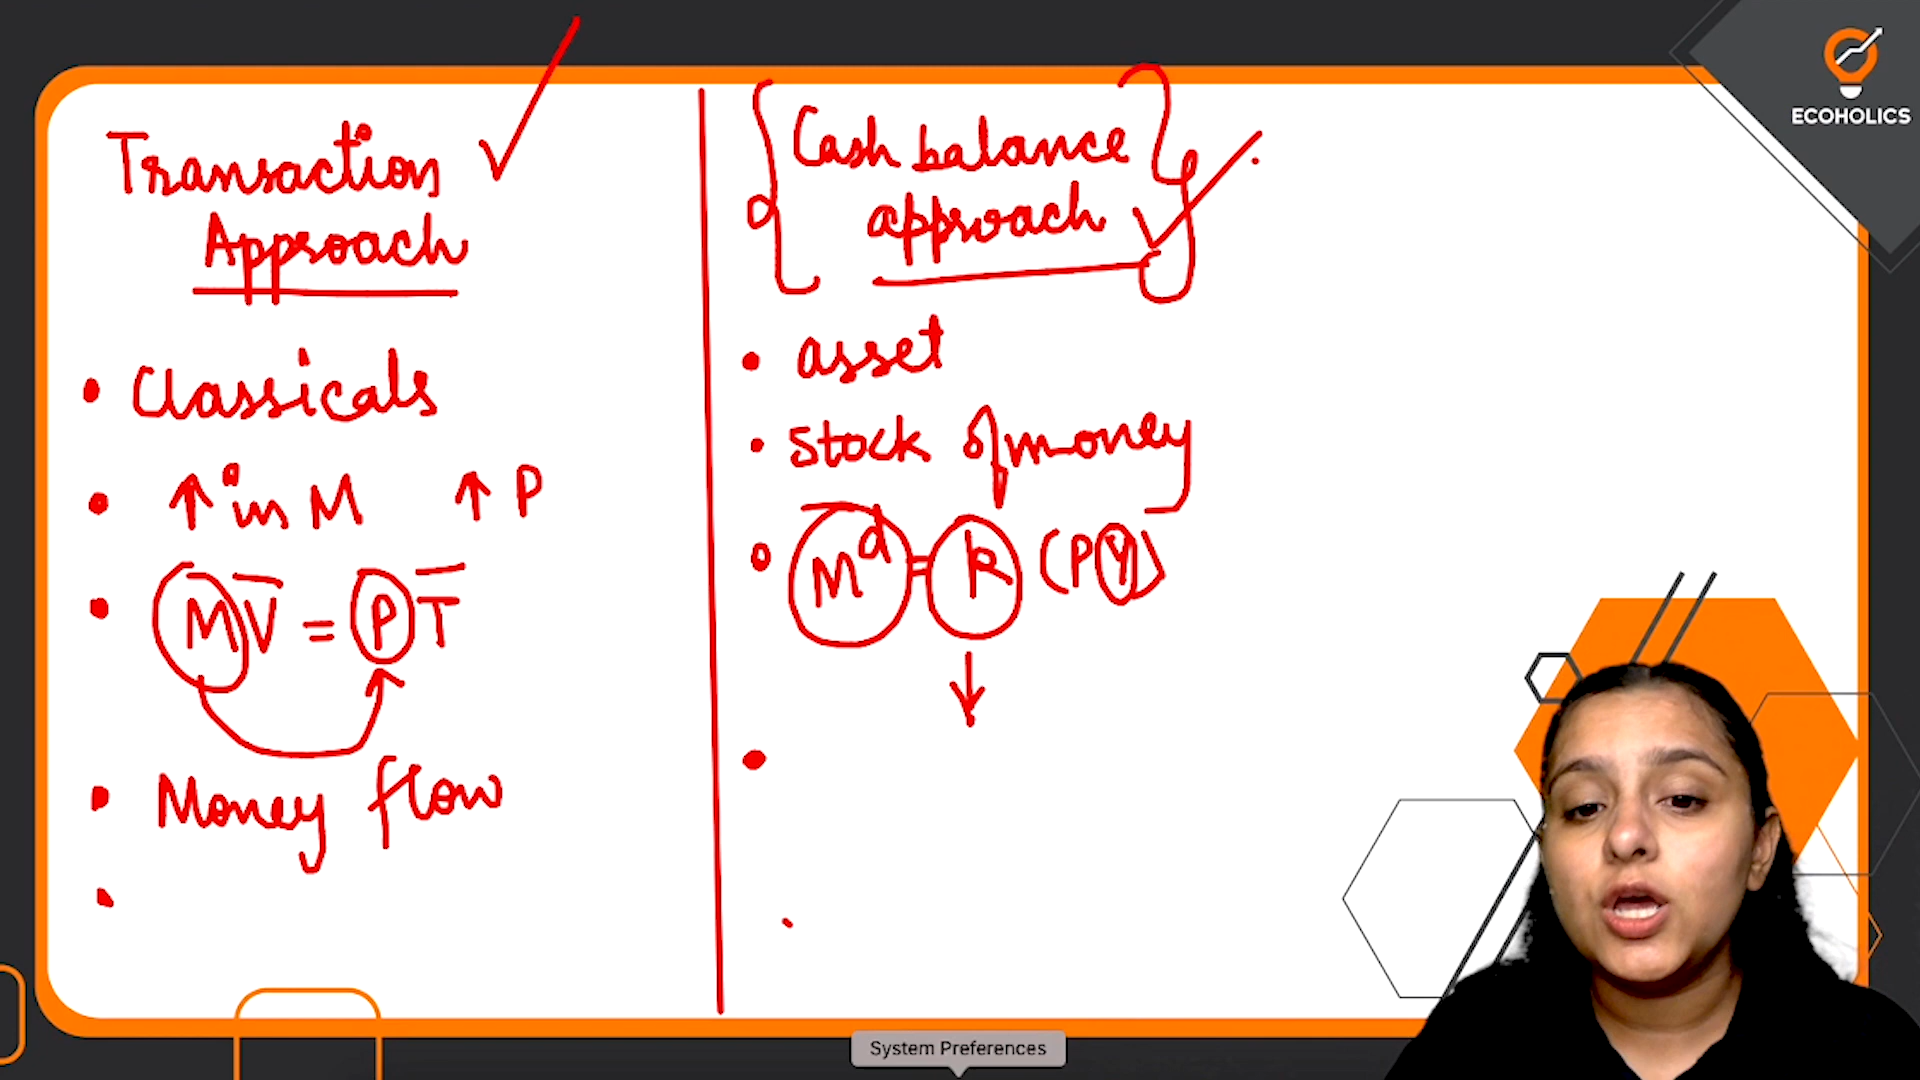 Transaction
Approach
• Classicals
• ↑ in M ↑ P
• MV̅ = PT̅
• Money flow
•
Cash balance
approach
• asset
• Stock of money
• Mᵈ = k (PY)
↓
•
•
ECOHOLICS
System Preferences